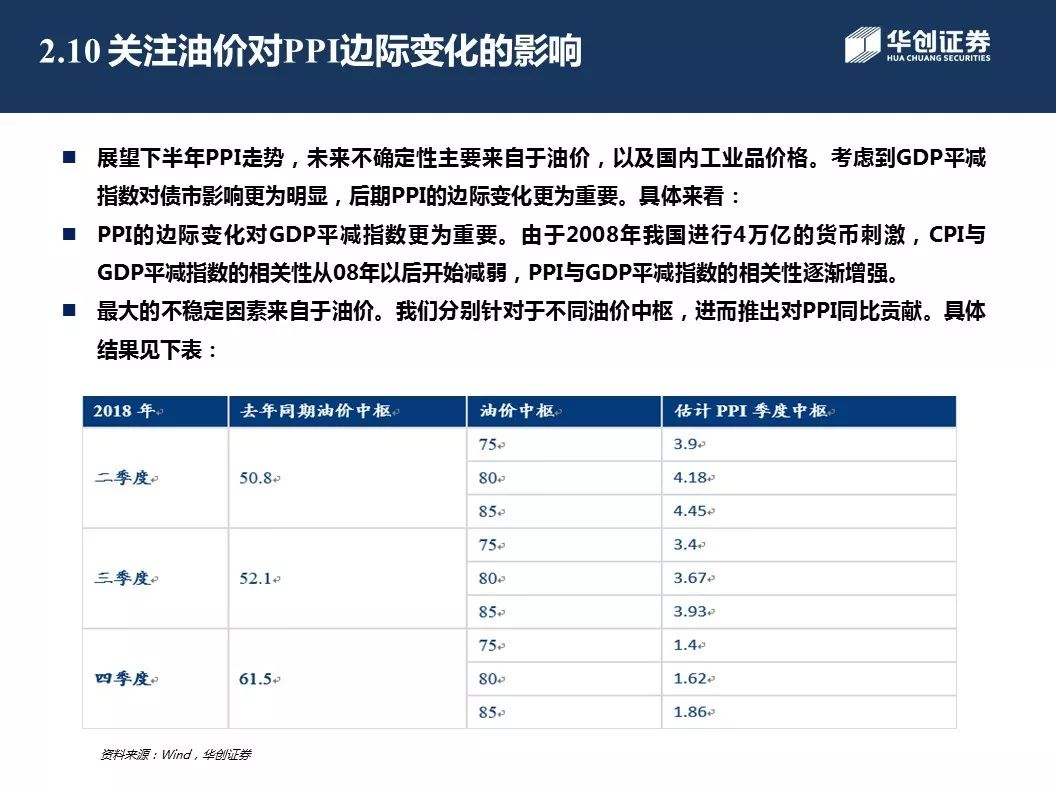 2.10 关注油价对PPI边际变化的影响
华创证券
HUA CHUANG SECURITIES
■ 展望下半年PPI走势，未来不确定性主要来自于油价，以及国内工业品价格。考虑到GDP平减
指数对债市影响更为明显，后期PPI的边际变化更为重要。具体来看：
■ PPI的边际变化对GDP平减指数更为重要。由于2008年我国进行4万亿的货币刺激，CPI与
GDP平减指数的相关性从08年以后开始减弱，PPI与GDP平减指数的相关性逐渐增强。
■ 最大的不稳定因素来自于油价。我们分别针对于不同油价中枢，进而推出对PPI同比贡献。具体
结果见下表：
2018 年 去年同期油价中枢 油价中枢 估计 PPI 季度中枢
二季度 50.8 75 3.9
80 4.18
85 4.45
三季度 52.1 75 3.4
80 3.67
85 3.93
四季度 61.5 75 1.4
80 1.62
85 1.86
资料来源：Wind，华创证券